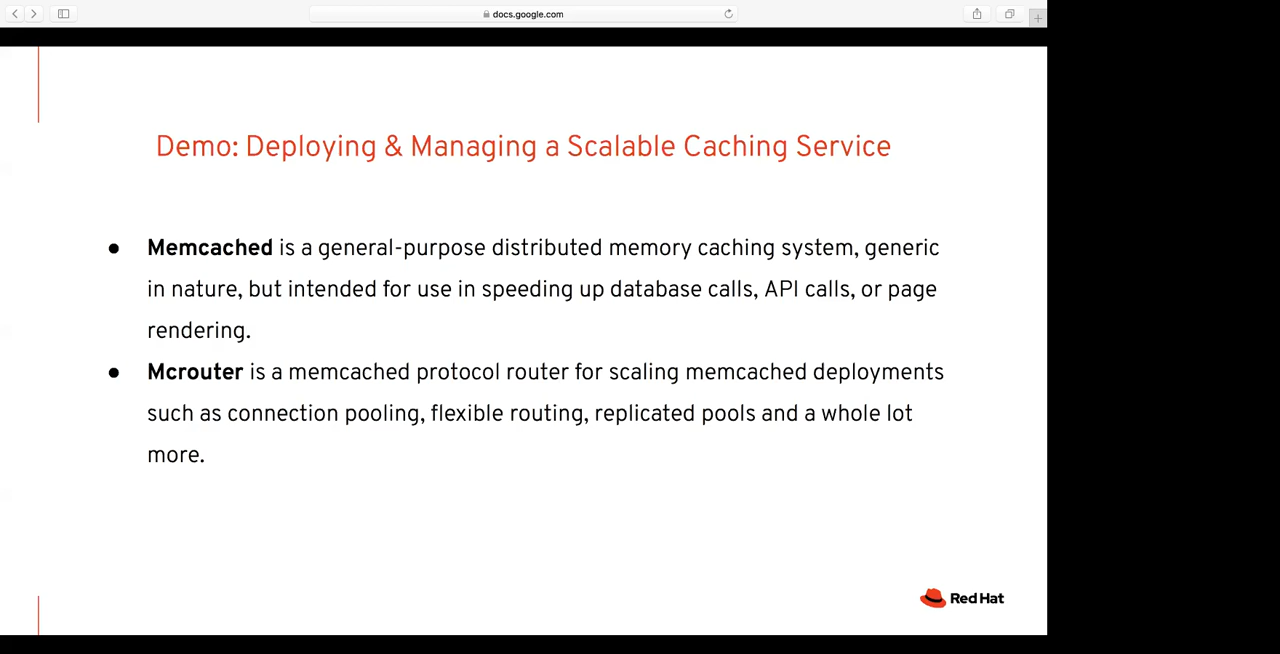 docs.google.com
Demo: Deploying & Managing a Scalable Caching Service
● Memcached is a general-purpose distributed memory caching system, generic
in nature, but intended for use in speeding up database calls, API calls, or page
rendering.
● Mcrouter is a memcached protocol router for scaling memcached deployments
such as connection pooling, flexible routing, replicated pools and a whole lot
more.
Red Hat